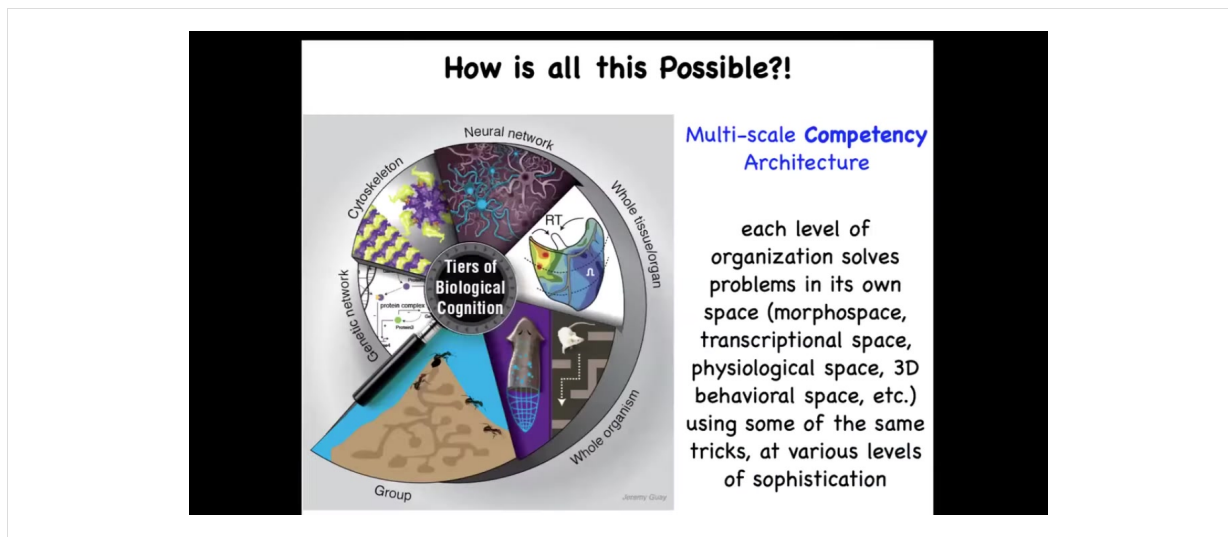 How is all this Possible?!
Neural network
Cytoskeleton
Whole tissue/organ
RT
Tiers of
Biological
Cognition
Genetic network
protein complex
Protein2
Whole organism
Group
Jeremy Guay
Multi-scale Competency
Architecture
each level of
organization solves
problems in its own
space (morphospace,
transcriptional space,
physiological space, 3D
behavioral space, etc.)
using some of the same
tricks, at various levels
of sophistication